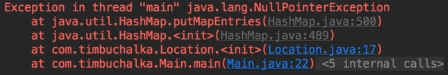 Exception in thread "main" java.lang.NullPointerException
at java.util.HashMap.putMapEntries(HashMap.java:500)
at java.util.HashMap.<init>(HashMap.java:489)
at com.timbuchalka.Location.<init>(Location.java:17)
at com.timbuchalka.Main.main(Main.java:22) <5 internal calls>